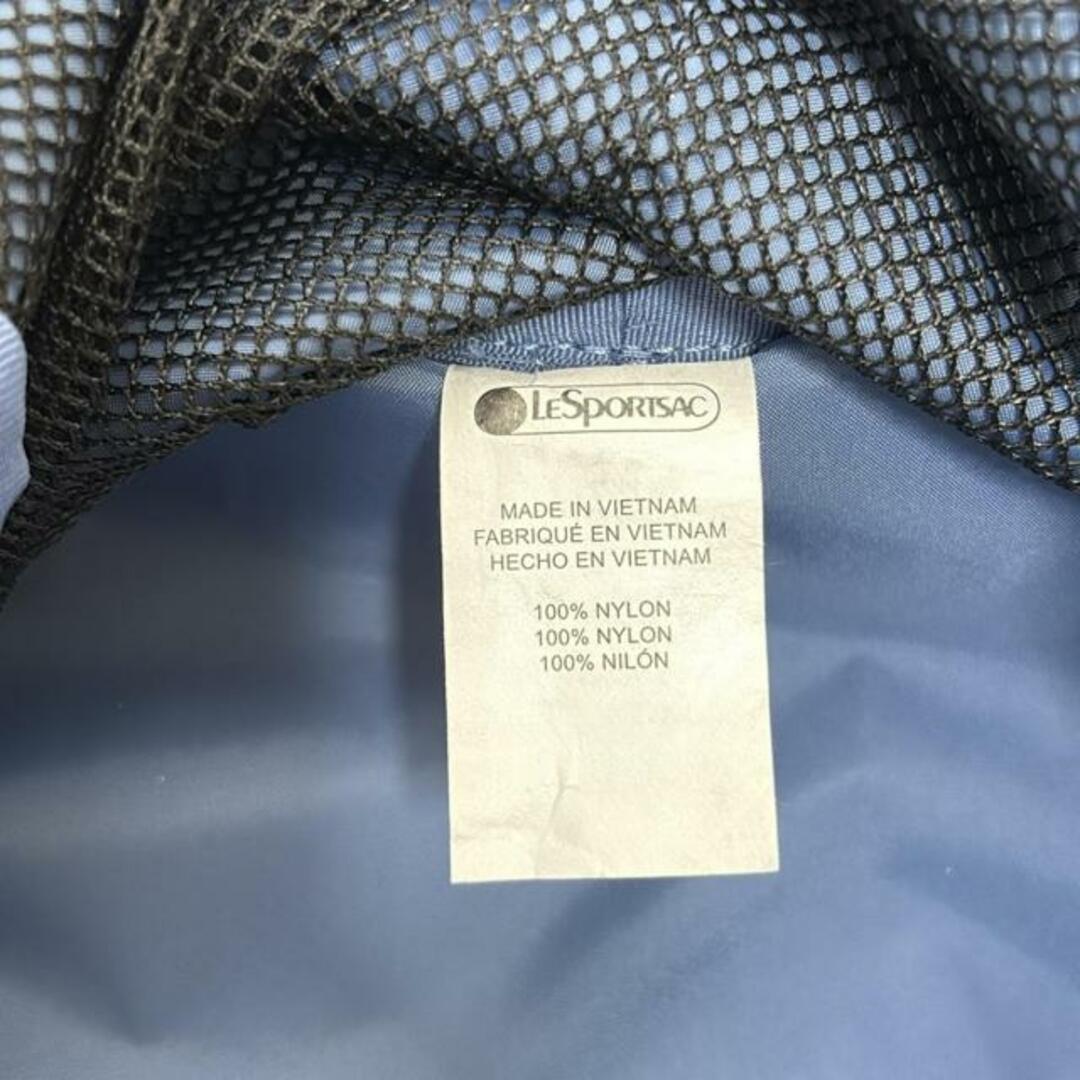 LESPORTSAC
MADE IN VIETNAM
FABRIQUÉ EN VIETNAM
HECHO EN VIETNAM
100% NYLON
100% NYLON
100% NILÓN